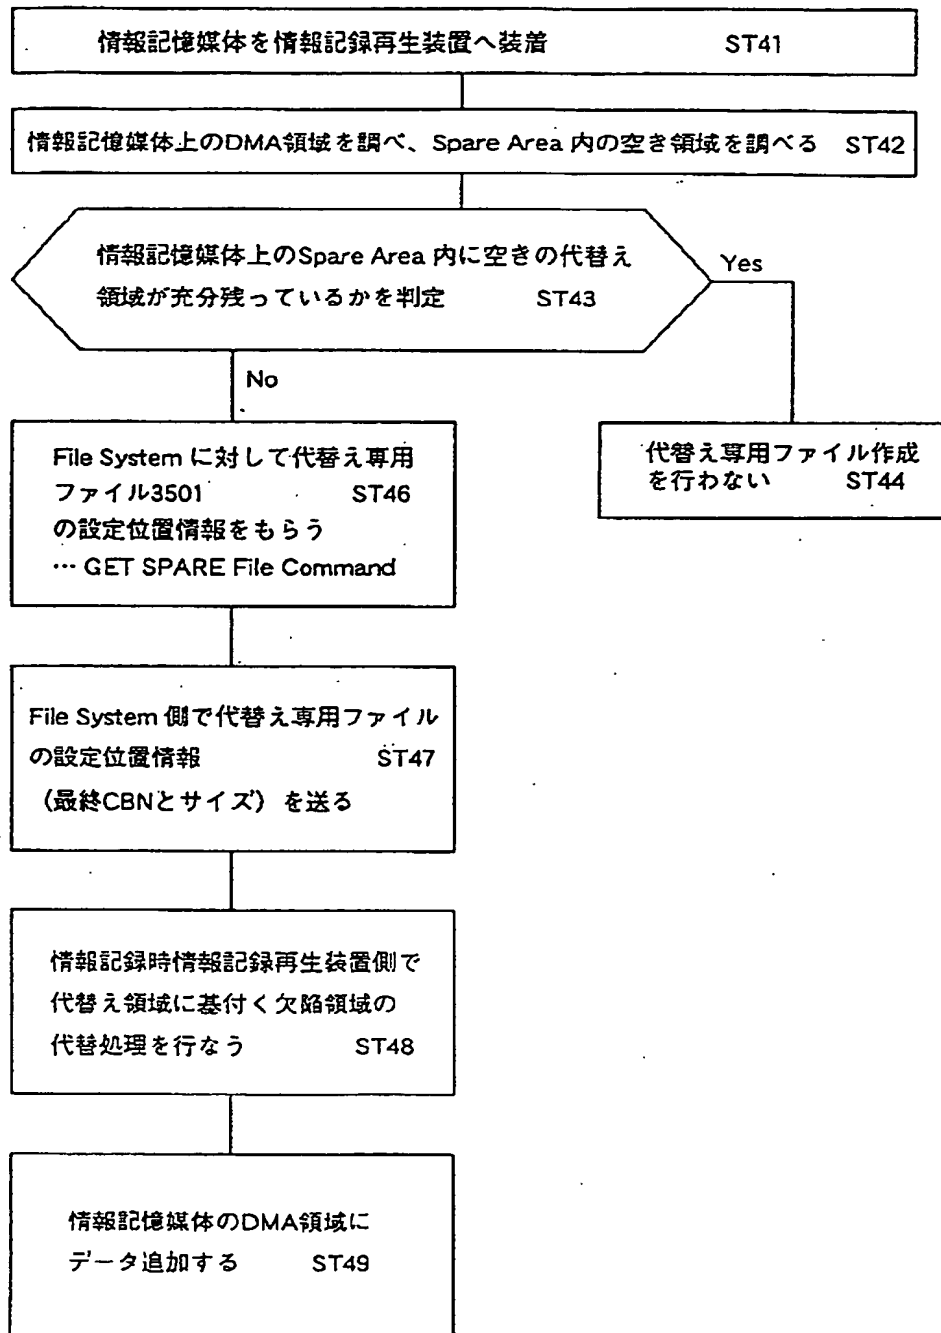 情報記憶媒体を情報記録再生装置へ装着 ST41
情報記憶媒体上のDMA領域を調べ、Spare Area 内の空き領域を調べる ST42
情報記憶媒体上のSpare Area 内に空きの代替え
領域が充分残っているかを判定 ST43
Yes
No
File System に対して代替え専用
ファイル3501 ST46
の設定位置情報をもらう
… GET SPARE File Command
代替え専用ファイル作成
を行わない ST44
File System 側で代替え専用ファイル
の設定位置情報 ST47
（最終CBNとサイズ）を送る
情報記録時情報記録再生装置側で
代替え領域に基付く欠陥領域の
代替処理を行なう ST48
情報記憶媒体のDMA領域に
データ追加する ST49